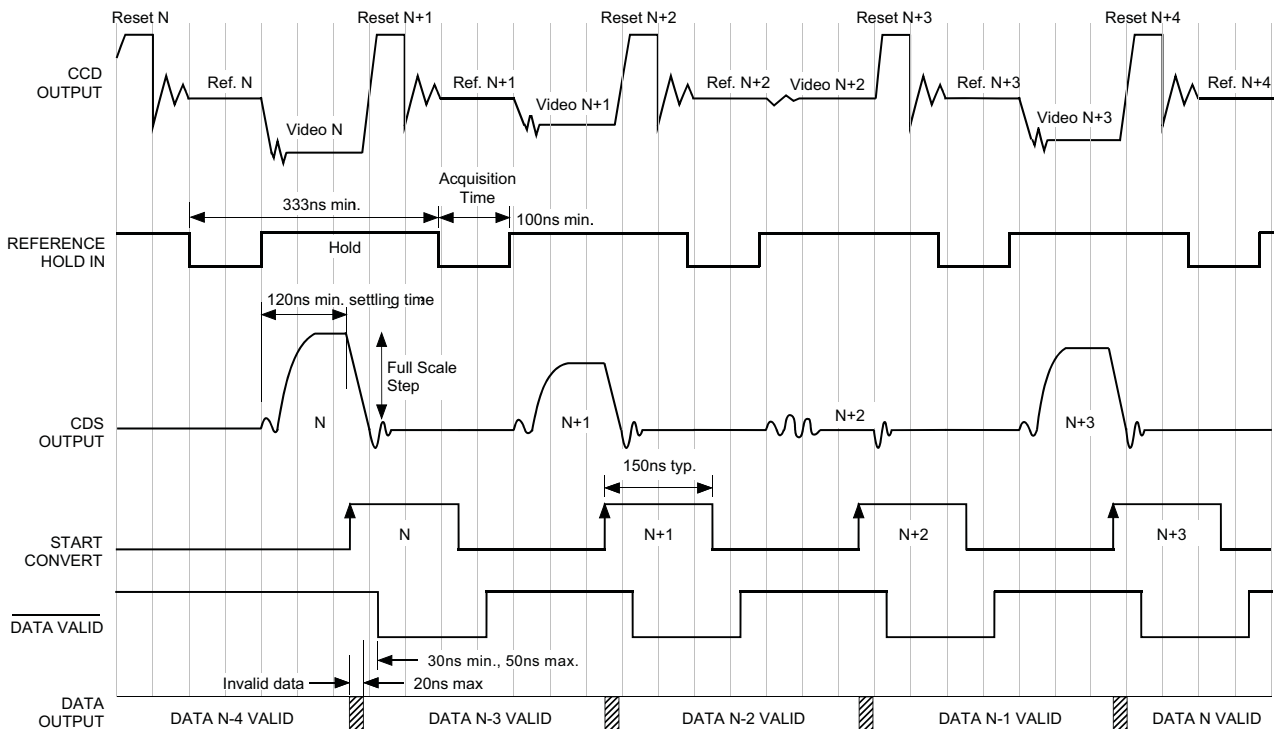 Reset N Reset N+1 Reset N+2 Reset N+3 Reset N+4
CCD
OUTPUT
Ref. N Ref. N+1 Ref. N+2 Video N+2 Ref. N+3 Ref. N+4
Video N Video N+1 Video N+3
Acquisition
Time
333ns min.
100ns min.
REFERENCE
HOLD IN
Hold
120ns min. settling time
Full Scale
Step
CDS
OUTPUT
N N+1 N+2 N+3
150ns typ.
START
CONVERT
N N+1 N+2 N+3
DATA VALID
30ns min., 50ns max.
Invalid data
20ns max
DATA
OUTPUT
DATA N-4 VALID DATA N-3 VALID DATA N-2 VALID DATA N-1 VALID DATA N VALID